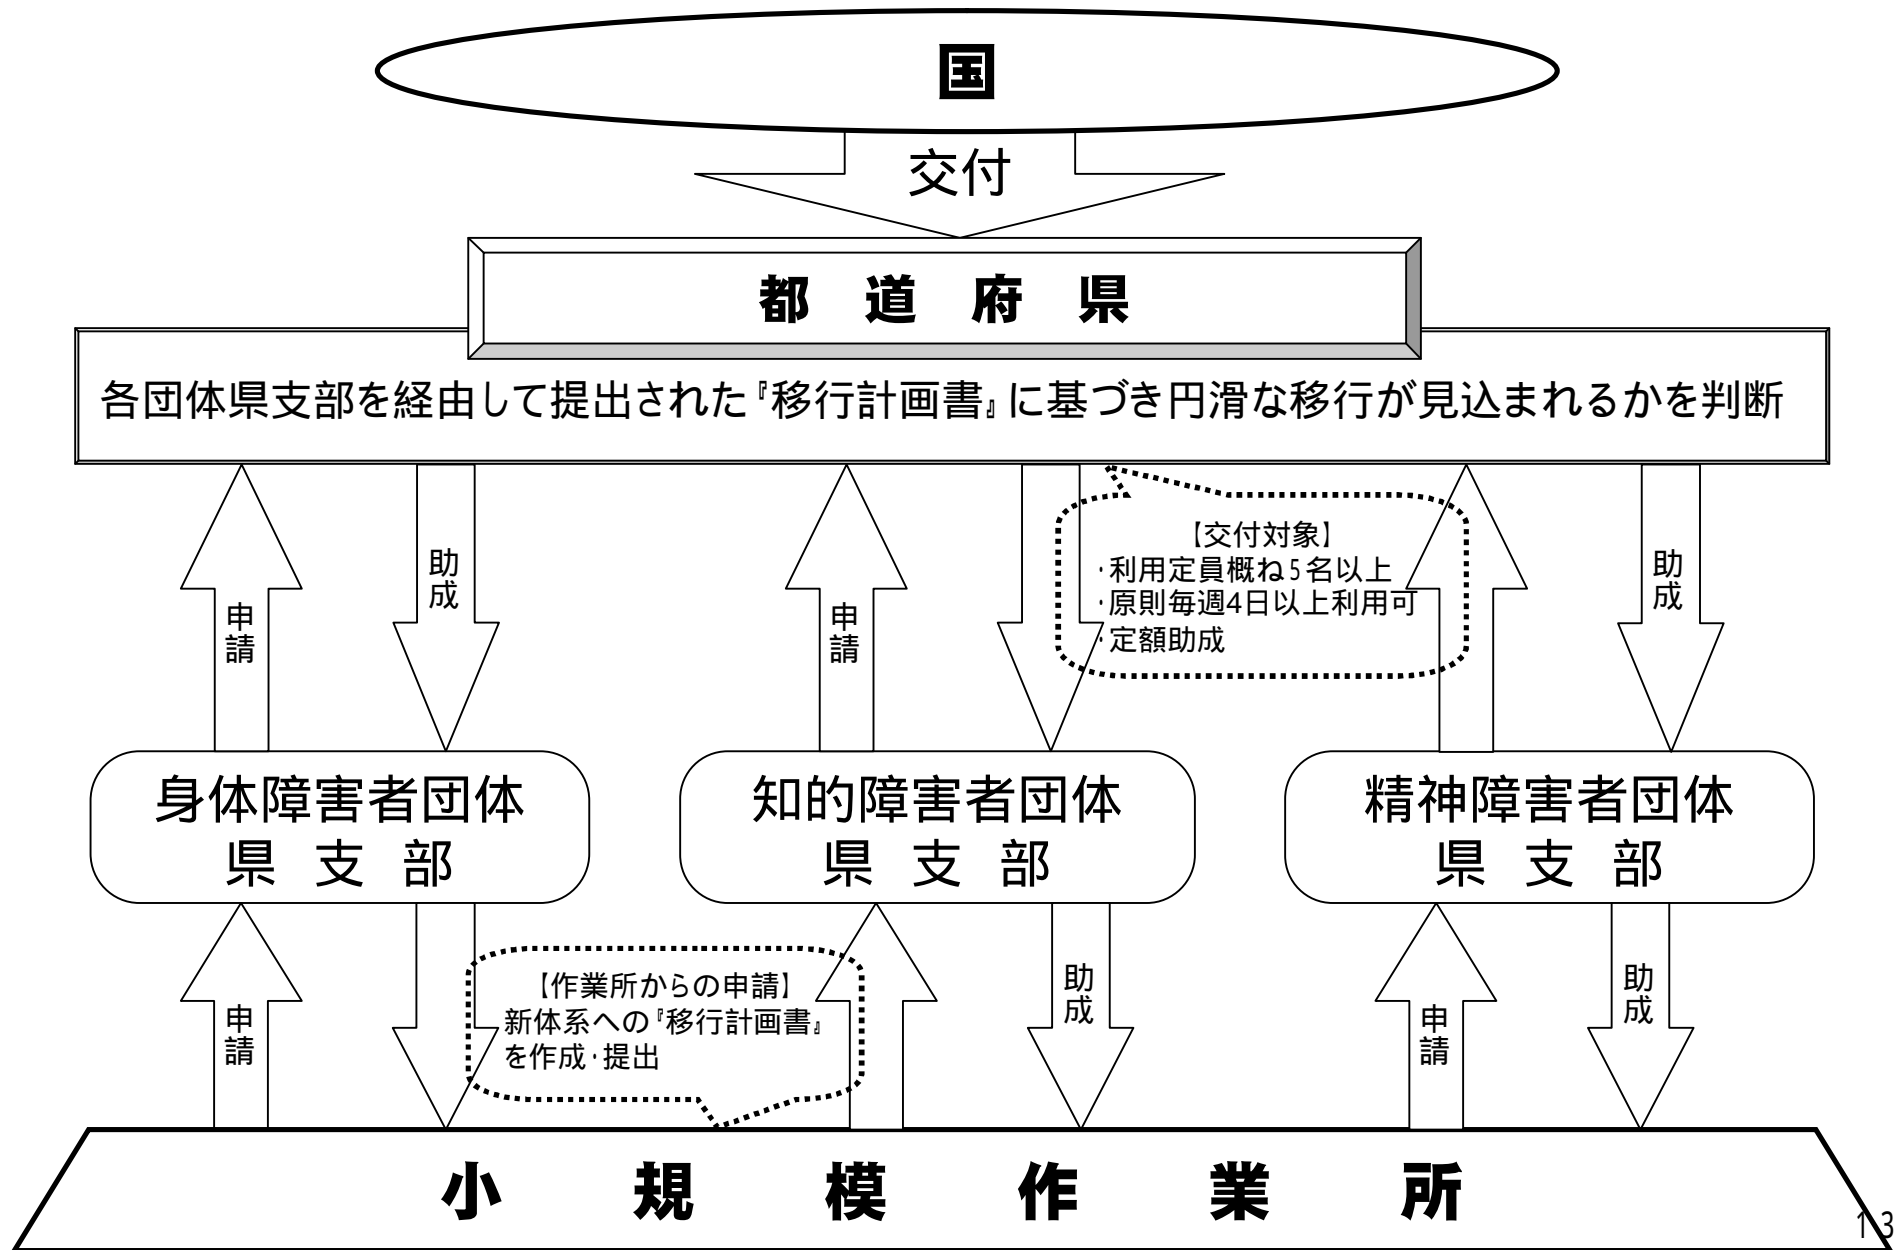 国
交付
都 道 府 県
各団体県支部を経由して提出された『移行計画書』に基づき円滑な移行が見込まれるかを判断
申請
助成
申請
【交付対象】
・利用定員概ね5名以上
・原則毎週4日以上利用可
・定額助成
助成
身体障害者団体
県 支 部
知的障害者団体
県 支 部
精神障害者団体
県 支 部
申請
【作業所からの申請】
新体系への『移行計画書』
を作成・提出
助成
申請
助成
小 規 模 作 業 所
13